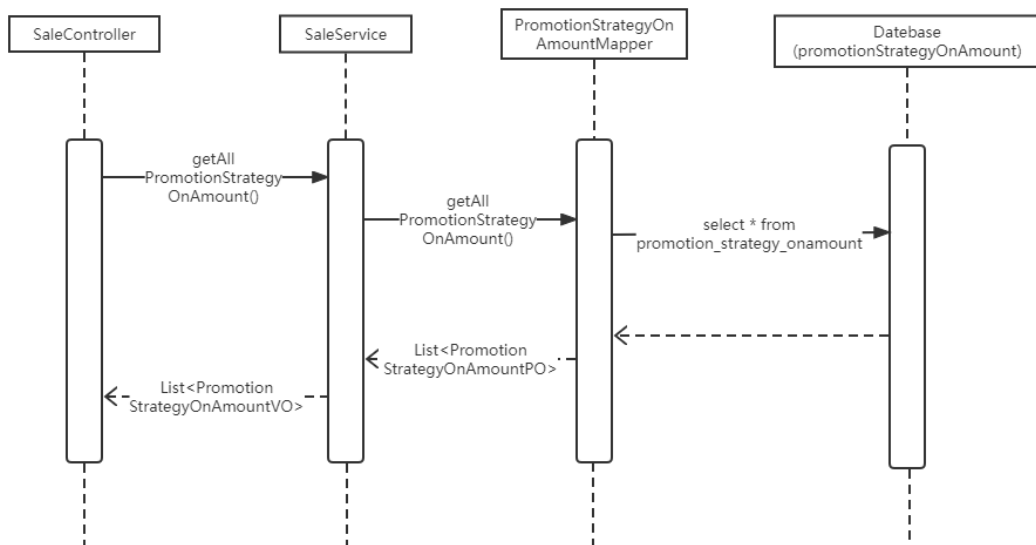 SaleController
SaleService
PromotionStrategyOn
AmountMapper
Datebase
(promotionStrategyOnAmount)
getAll
PromotionStrategy
OnAmount()
getAll
PromotionStrategy
OnAmount()
select * from
promotion_strategy_onamount
List<Promotion
StrategyOnAmountPO>
List<Promotion
StrategyOnAmountVO>